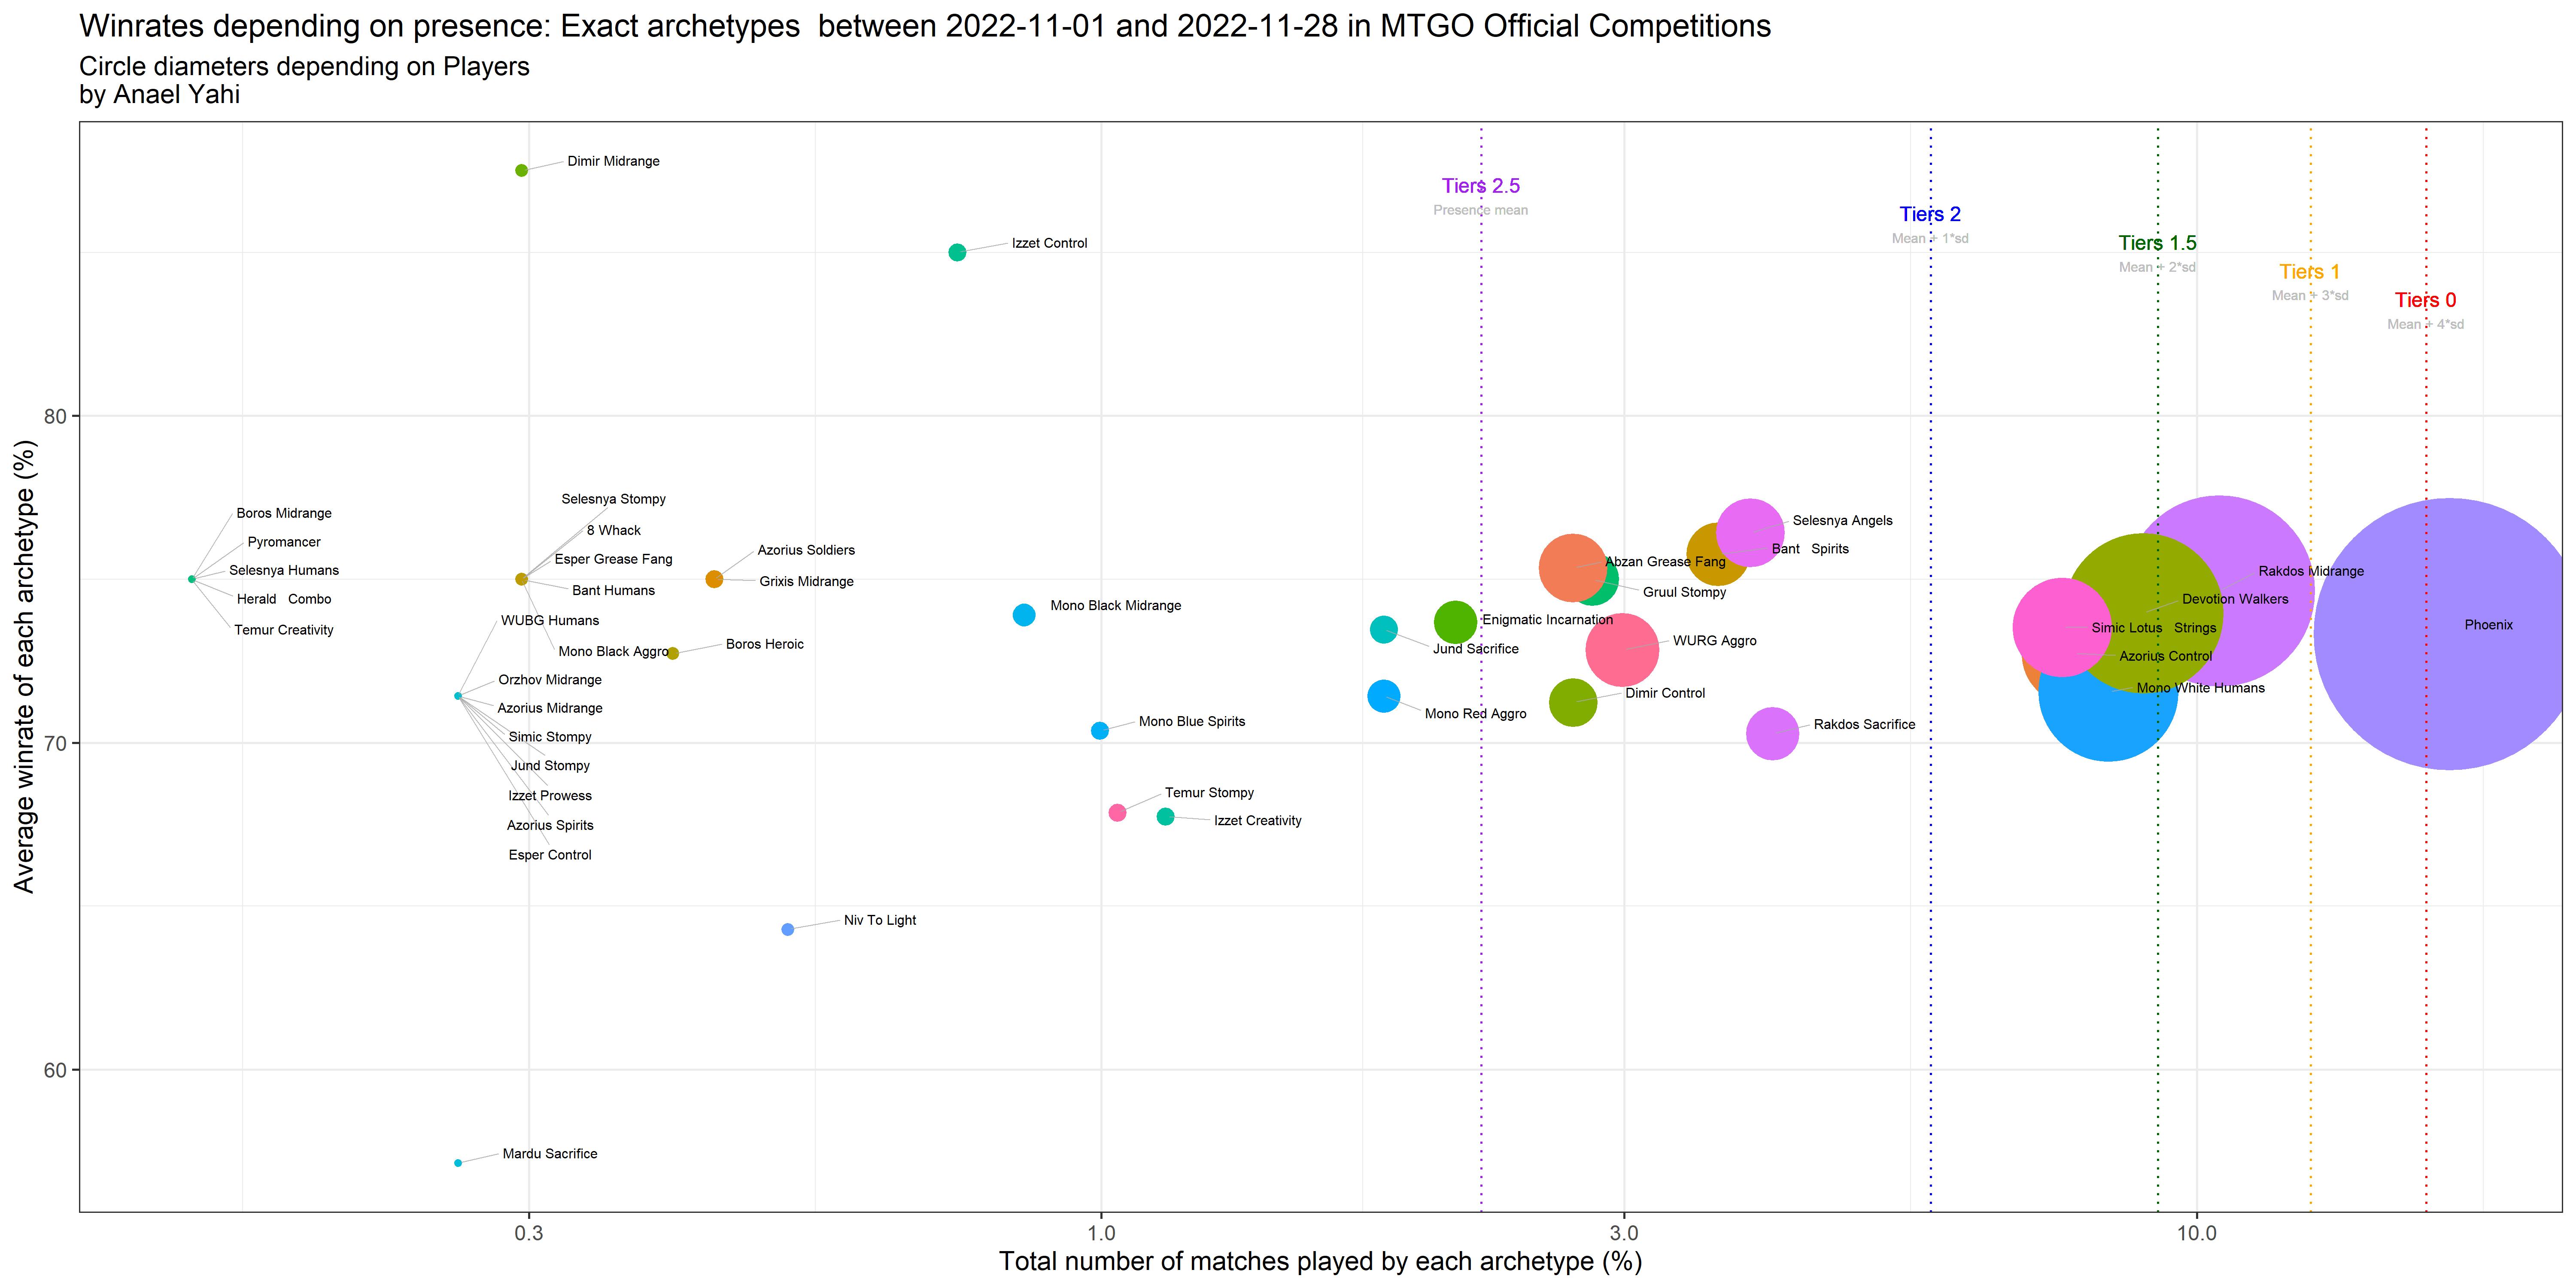 Winrates depending on presence: Exact archetypes  between 2022-11-01 and 2022-11-28 in MTGO Official Competitions
Circle diameters depending on Players
by Anael Yahi
Dimir Midrange
Tiers 2.5
Presence mean
Tiers 2
Mean + 1*sd
Izzet Control
Tiers 1.5
Mean + 2*sd
Tiers 1
Mean + 3*sd
Tiers 0
Mean + 4*sd
80
Selesnya Stompy
Boros Midrange
8 Whack
Selesnya Angels
Pyromancer
Azorius Soldiers
Bant   Spirits
Esper Grease Fang
Abzan Grease Fang
Selesnya Humans
Rakdos Midrange
Grixis Midrange
Bant Humans
Gruul Stompy
Herald   Combo
Devotion Walkers
Mono Black Midrange
WUBG Humans
Enigmatic Incarnation
Phoenix
Temur Creativity
Simic Lotus   Strings
WURG Aggro
Boros Heroic
Jund Sacrifice
Mono Black Aggro
Azorius Control
Orzhov Midrange
Mono White Humans
Dimir Control
Azorius Midrange
Mono Red Aggro
Mono Blue Spirits
Rakdos Sacrifice
Simic Stompy
70
Jund Stompy
Temur Stompy
Izzet Prowess
Izzet Creativity
Azorius Spirits
Esper Control
Niv To Light
60
Mardu Sacrifice
Average winrate of each archetype (%)
0.3
1.0
3.0
10.0
Total number of matches played by each archetype (%)